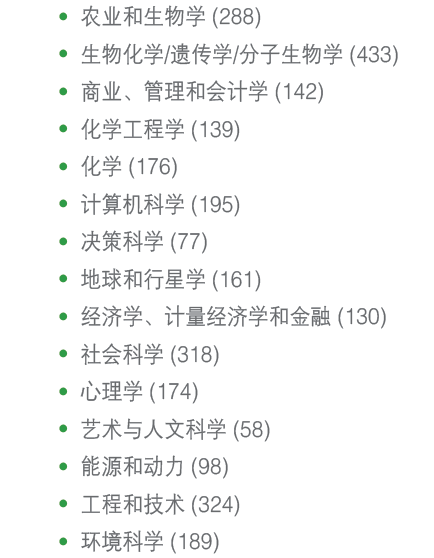 农业和生物学 (288)
生物化学/遗传学/分子生物学 (433)
商业、管理和会计学 (142)
化学工程学 (139)
化学 (176)
计算机科学 (195)
决策科学 (77)
地球和行星学 (161)
经济学、计量经济学和金融 (130)
社会科学 (318)
心理学 (174)
艺术与人文科学 (58)
能源和动力 (98)
工程和技术 (324)
环境科学 (189)